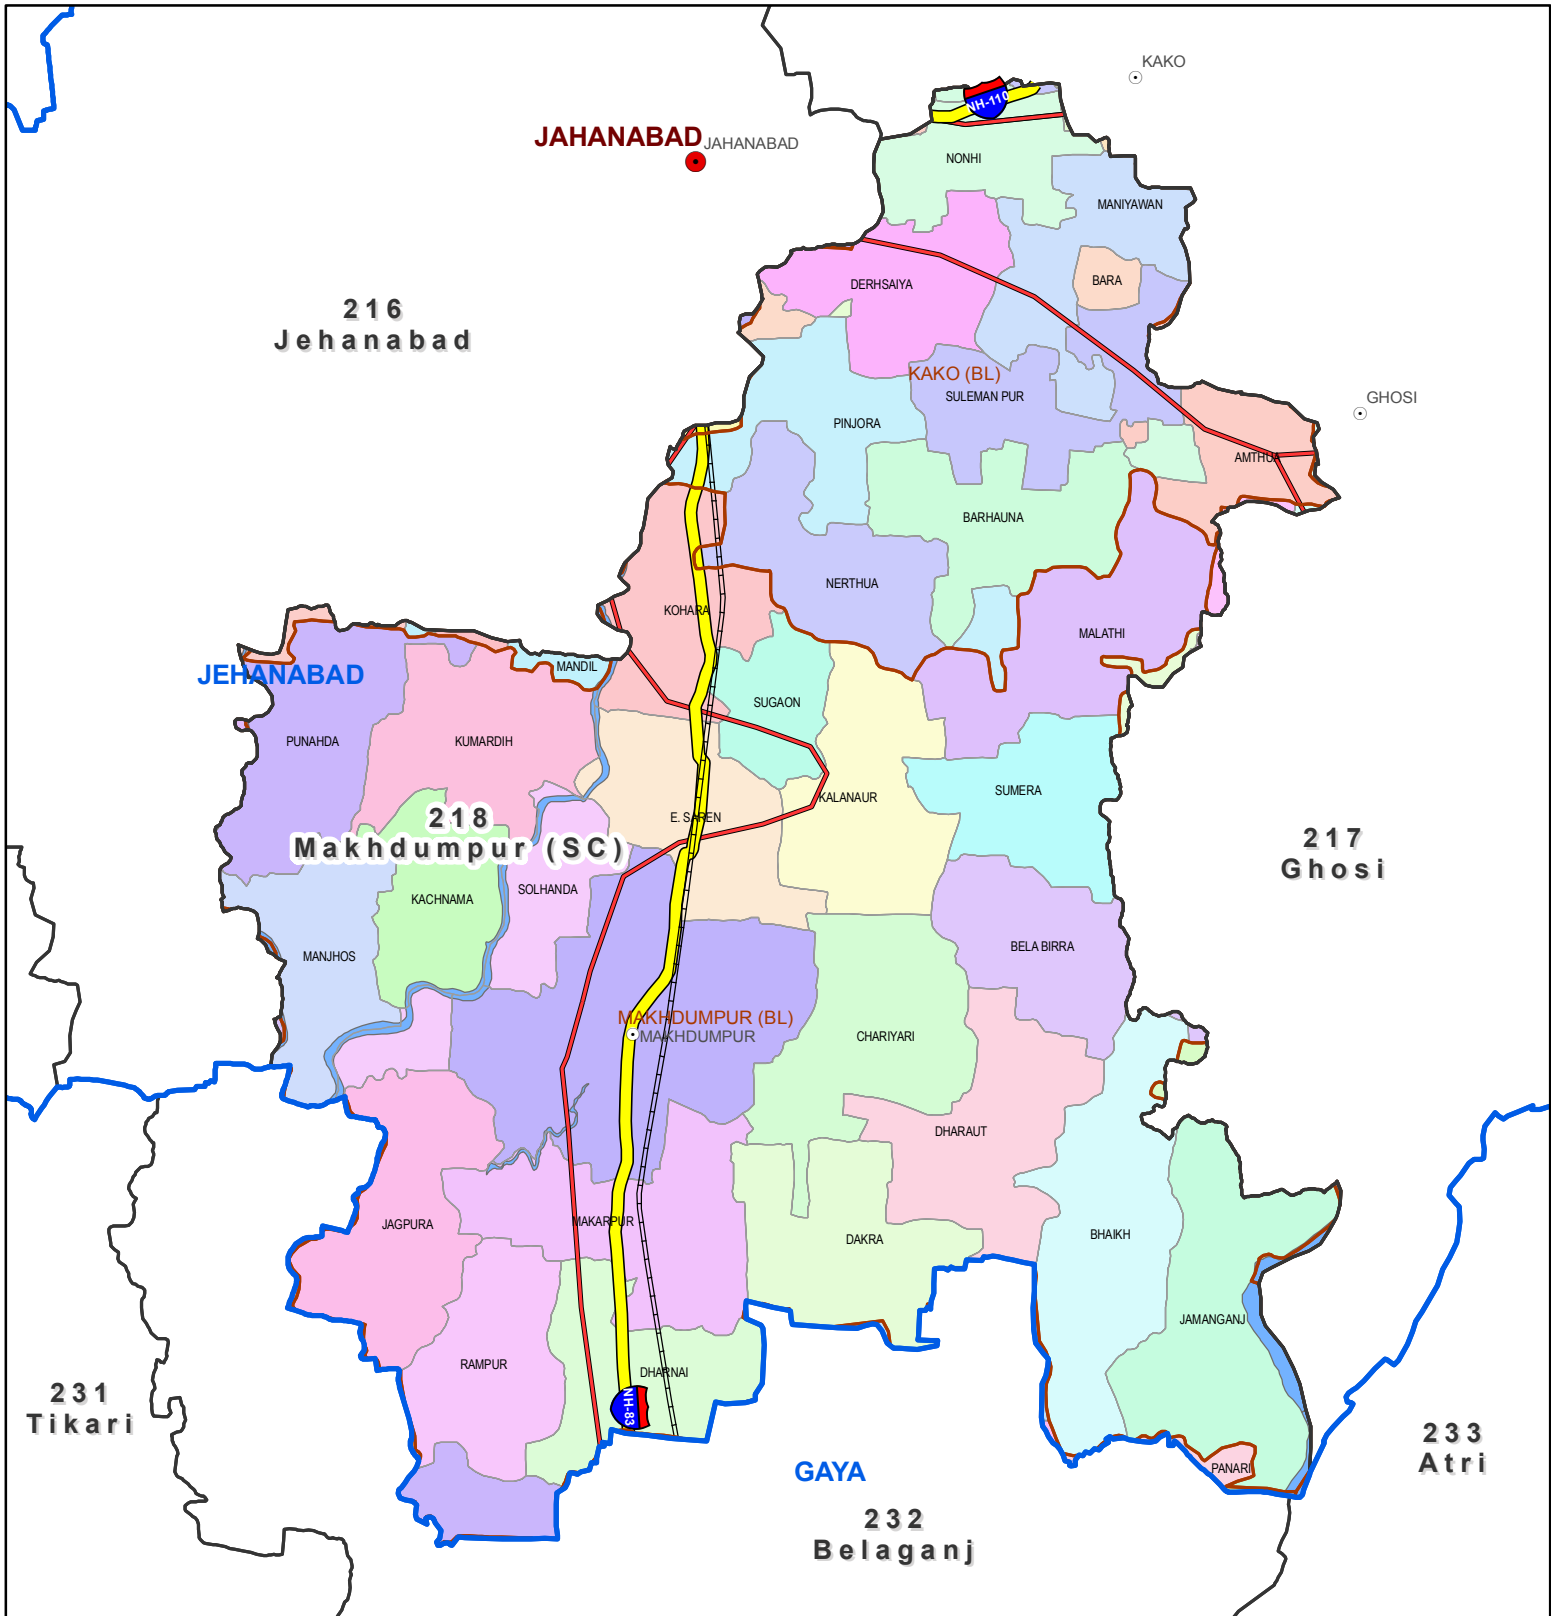 KAKO
NH-110
JAHANABAD
JAHANABAD
NONHI
MANIYAWAN
BARA
DERHSAIYA
216
Jehanabad
KAKO (BL)
SULEMAN PUR
GHOSI
PINJORA
AMTHUA
BARHAUNA
NERTHUA
KOHARA
MALATHI
MANDIL
JEHANABAD
SUGAON
PUNAHDA
KUMARDIH
SUMERA
KALANAUR
E. SAREN
218
Makhdumpur (SC)
217
Ghosi
SOLHANDA
KACHNAMA
BELA BIRRA
MANJHOS
MAKHDUMPUR (BL)
MAKHDUMPUR
CHARIYARI
DHARAUT
JAGPURA
MAKARPUR
DAKRA
BHAIKH
JAMANGANJ
RAMPUR
DHARNAI
NH-83
231
Tikari
233
Atri
PANARI
GAYA
232
Belaganj